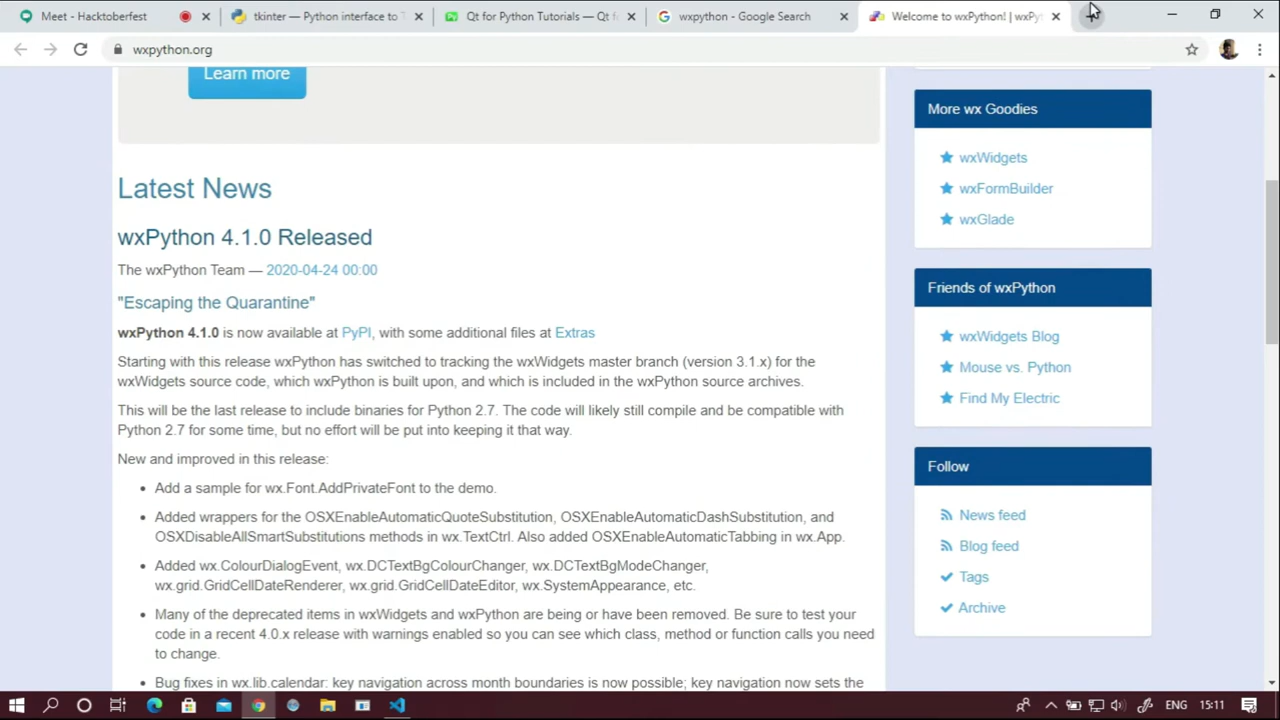 Meet - Hacktoberfest
tkinter — Python interface to
Qt for Python Tutorials — Qt f
wxpython - Google Search
Welcome to wxPython! | wxPy
wxpython.org
Learn more
Latest News
wxPython 4.1.0 Released
The wxPython Team — 2020-04-24 00:00
"Escaping the Quarantine"
wxPython 4.1.0 is now available at PyPI, with some additional files at Extras
Starting with this release wxPython has switched to tracking the wxWidgets master branch (version 3.1.x) for the
wxWidgets source code, which wxPython is built upon, and which is included in the wxPython source archives.
This will be the last release to include binaries for Python 2.7. The code will likely still compile and be compatible with
Python 2.7 for some time, but no effort will be put into keeping it that way.
New and improved in this release:
• Add a sample for wx.Font.AddPrivateFont to the demo.
• Added wrappers for the OSXEnableAutomaticQuoteSubstitution, OSXEnableAutomaticDashSubstitution, and
OSXDisableAllSmartSubstitutions methods in wx.TextCtrl. Also added OSXEnableAutomaticTabbing in wx.App.
• Added wx.ColourDialogEvent, wx.DCTextBgColourChanger, wx.DCTextBgModeChanger,
wx.grid.GridCellDateRenderer, wx.grid.GridCellDateEditor, wx.SystemAppearance, etc.
• Many of the deprecated items in wxWidgets and wxPython are being or have been removed. Be sure to test your
code in a recent 4.0.x release with warnings enabled so you can see which class, method or function calls you need
to change.
• Bug fixes in wx.lib.calendar: key navigation across month boundaries is now possible; key navigation now sets the
More wx Goodies
wxWidgets
wxFormBuilder
wxGlade
Friends of wxPython
wxWidgets Blog
Mouse vs. Python
Find My Electric
Follow
News feed
Blog feed
Tags
Archive
ENG
15:11